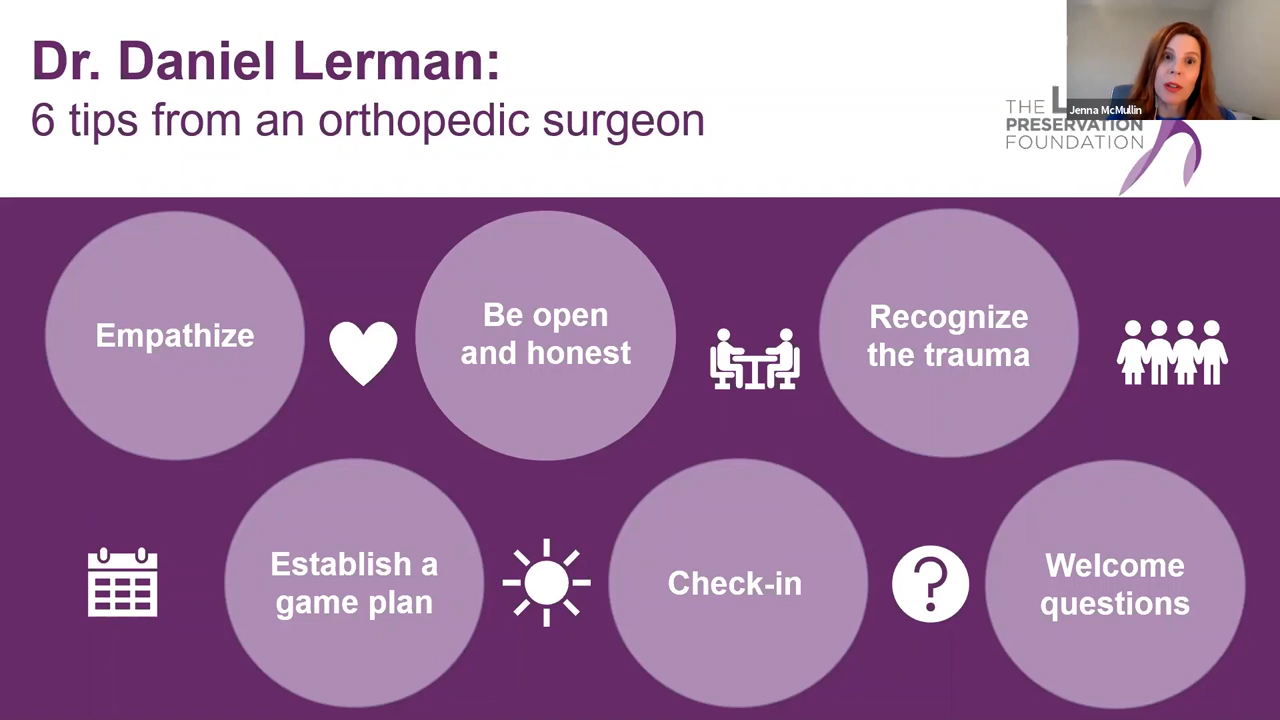 Dr. Daniel Lerman:
6 tips from an orthopedic surgeon
Jenna McMullin
THE L
PRESERVATION
FOUNDATION
Empathize
Be open
and honest
Recognize
the trauma
Establish a
game plan
Check-in
Welcome
questions
?